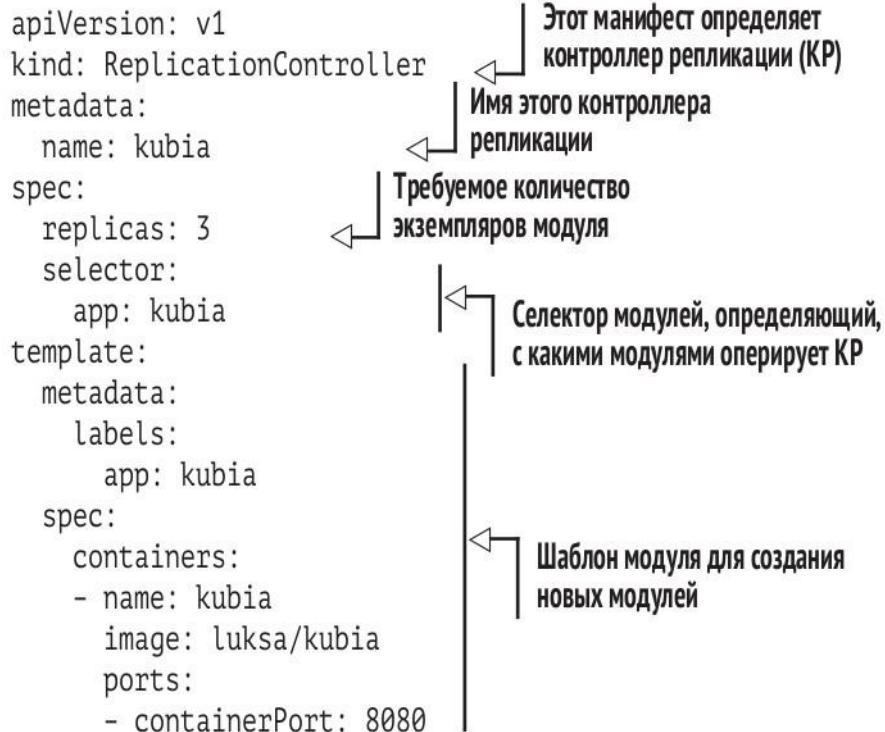 apiVersion: v1
kind: ReplicationController
metadata:
  name: kubia
spec:
  replicas: 3
  selector:
    app: kubia
template:
  metadata:
    labels:
      app: kubia
  spec:
    containers:
    - name: kubia
      image: luksa/kubia
      ports:
      - containerPort: 8080
Этот манифест определяет
контроллер репликации (КР)
Имя этого контроллера
репликации
Требуемое количество
экземпляров модуля
Селектор модулей, определяющий,
с какими модулями оперирует КР
Шаблон модуля для создания
новых модулей